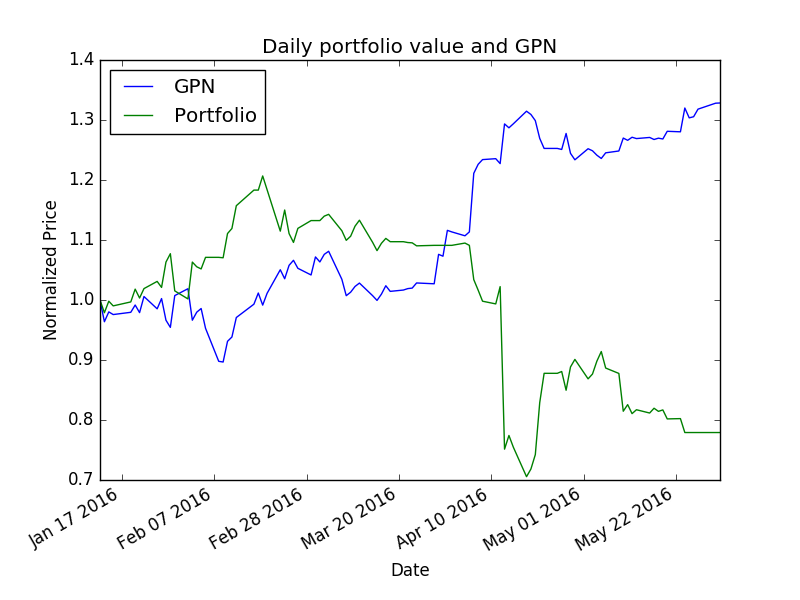 Daily portfolio value and GPN
1.4
1.3
1.2
1.1
1.0
0.9
0.8
0.7
Normalized Price
GPN
Portfolio
Jan 17 2016
Feb 07 2016
Feb 28 2016
Mar 20 2016
Apr 10 2016
May 01 2016
May 22 2016
Date